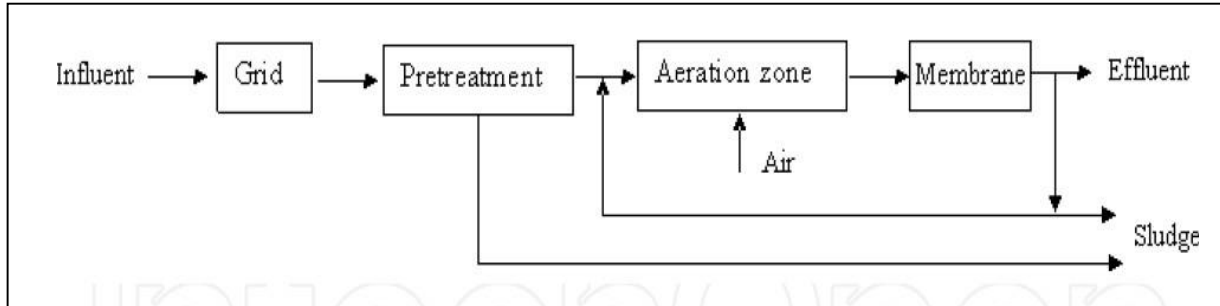 Influent
Grid
Pretreatment
Aeration zone
Membrane
Effluent
Air
Sludge